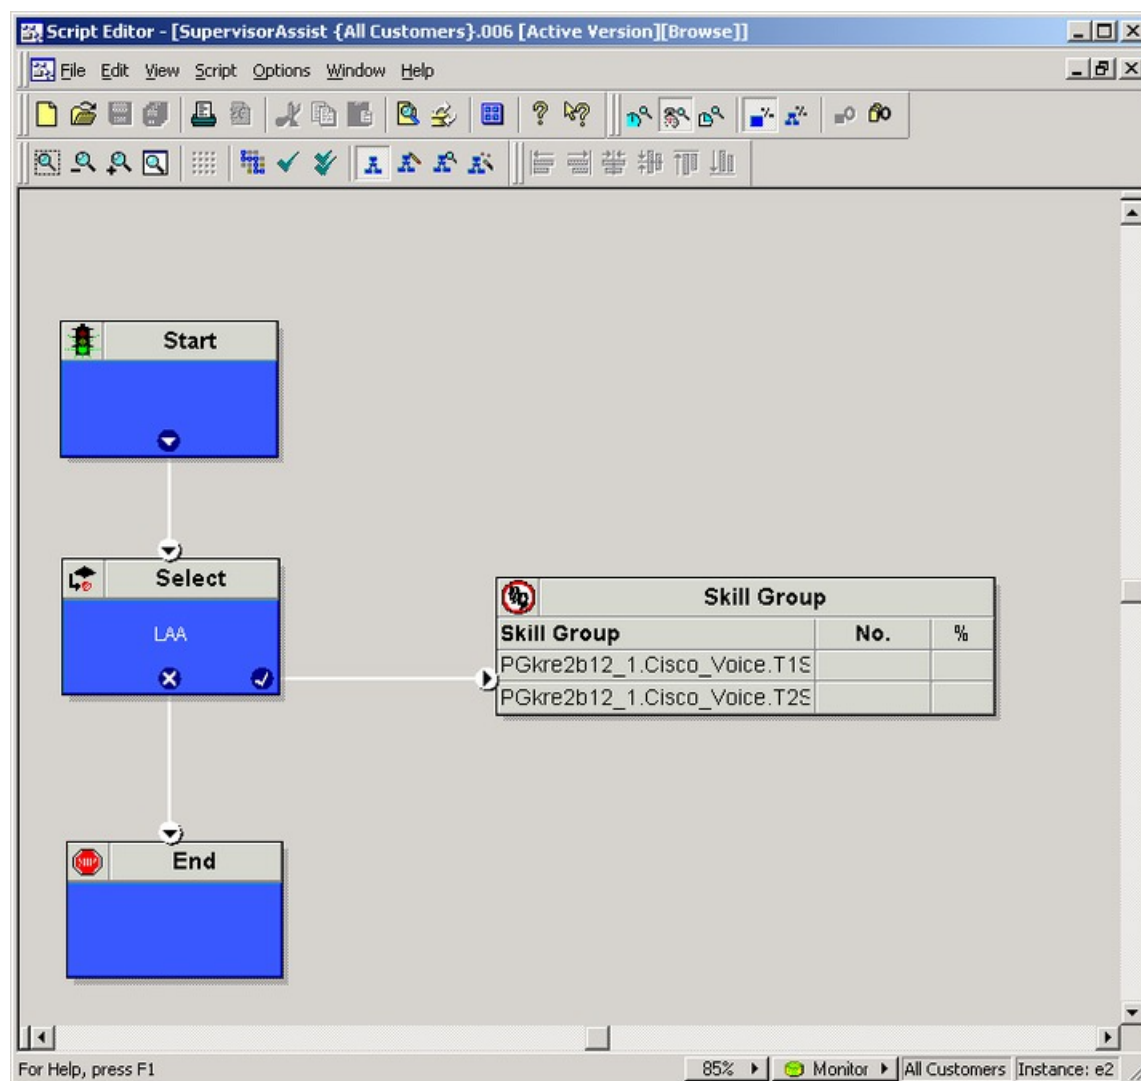 Script Editor - [SupervisorAssist {All Customers}.006 [Active Version][Browse]]
File Edit View Script Options Window Help
Start
Select
LAA
Skill Group
Skill Group No. %
PGkre2b12_1.Cisco_Voice.T1S
PGkre2b12_1.Cisco_Voice.T2S
End
STOP
For Help, press F1 85% Monitor All Customers Instance: e2